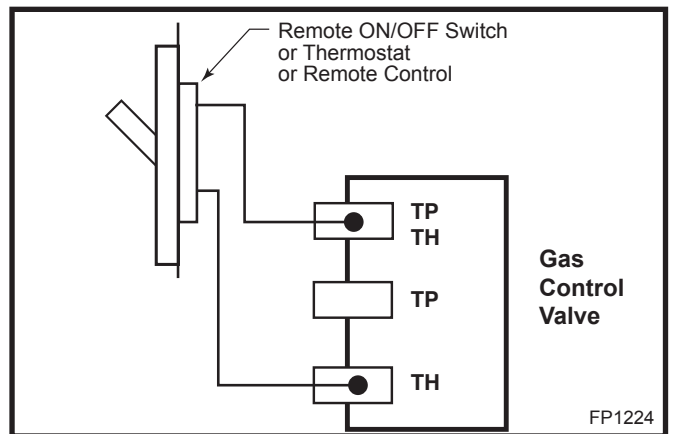 Remote ON/OFF Switch
or Thermostat
or Remote Control
TP
TH
TP
TH
Gas
Control
Valve
FP1224